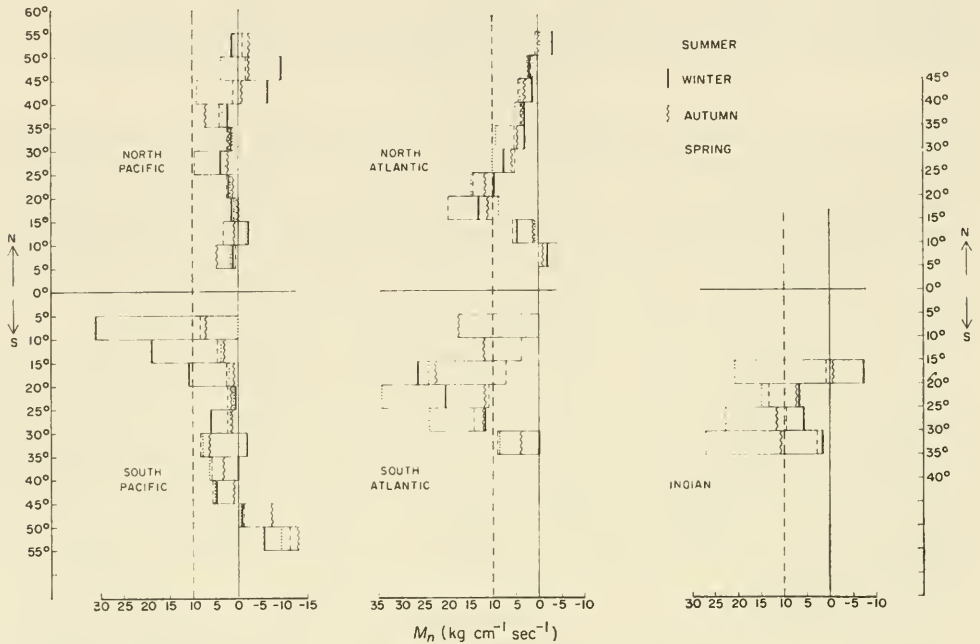 60°
55°
50°
45°
40°
35°
30°
25°
20°
15°
10°
5°
0°
5°
10°
15°
20°
25°
30°
35°
40°
45°
50°
55°
N
S
NORTH
PACIFIC
SOUTH
PACIFIC
30 25 20 15 10 5 0 -5 -10 -15
NORTH
ATLANTIC
SOUTH
ATLANTIC
35 20 15 10 5 0 -5 -10
SUMMER
WINTER
AUTUMN
SPRING
INDIAN
20 15 10 5 0 -5 -10
45°
40°
35°
30°
25°
20°
15°
10°
5°
0°
5°
10°
15°
20°
25°
30°
35°
40°
N
S
Mn (kg cm⁻¹ sec⁻¹)